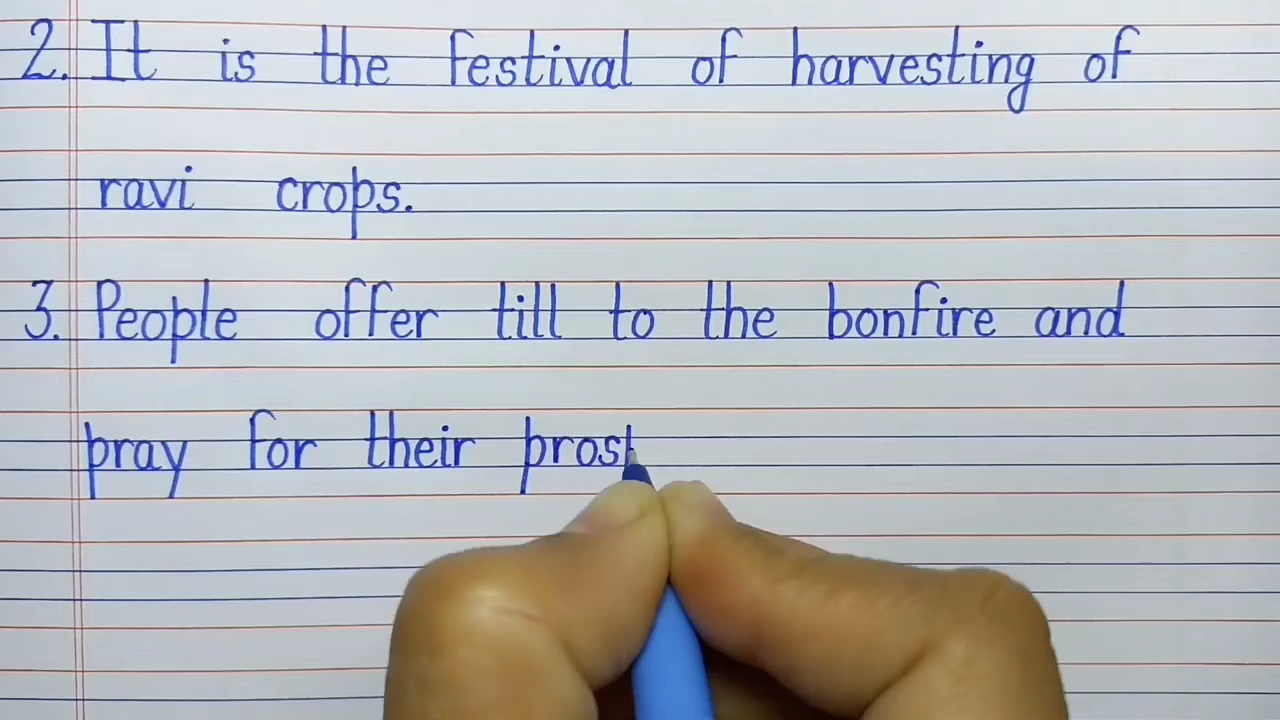 2. It is the festival of harvesting of
ravi crops.
3. People offer till to the bonfire and
pray for their